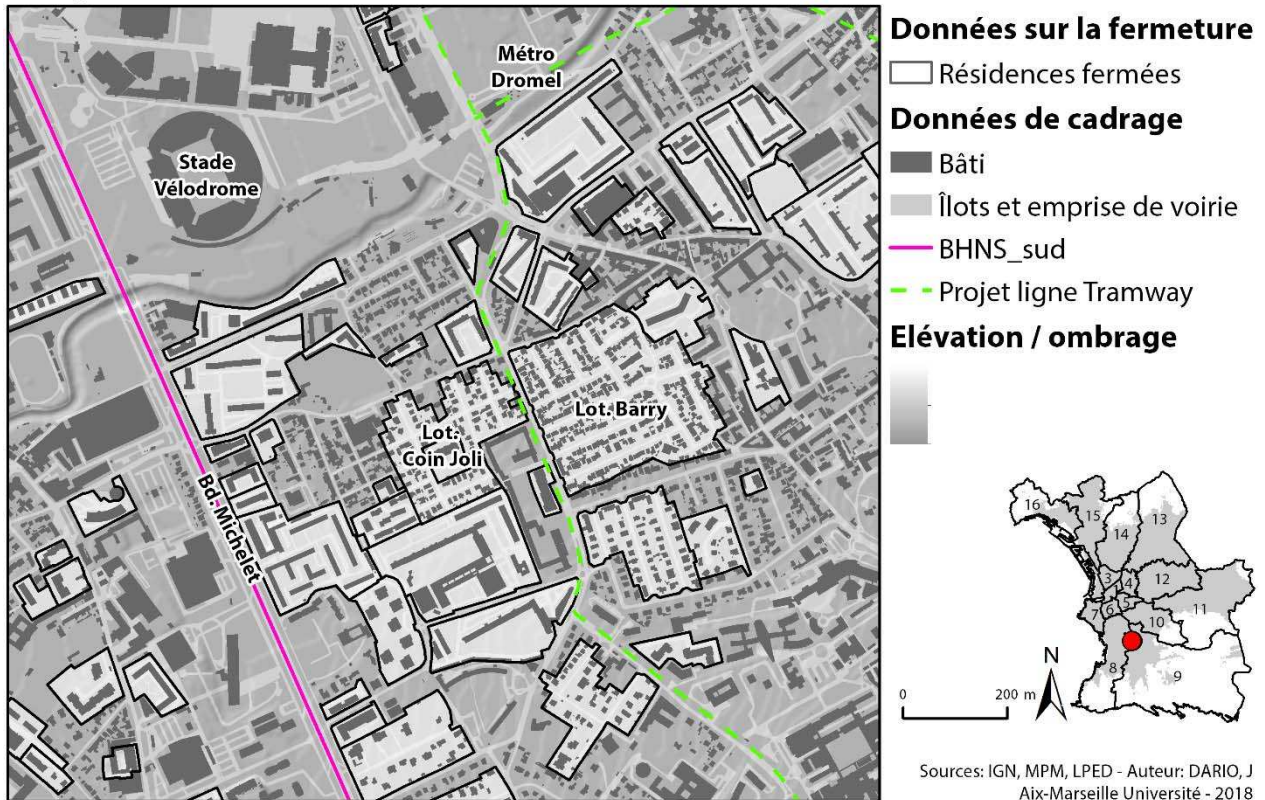 Métro
Dromel
Stade
Vélodrome
Lot. Barry
Lot.
Coin Joli
Bd. Michelet
Données sur la fermeture
Résidences fermées
Données de cadrage
Bâti
Îlots et emprise de voirie
BHNS_sud
Projet ligne Tramway
Elévation / ombrage
16
15
14
13
3
4
12
7
6
5
11
10
8
9
N
0
200 m
Sources: IGN, MPM, LPED - Auteur: DARIO, J
Aix-Marseille Université - 2018